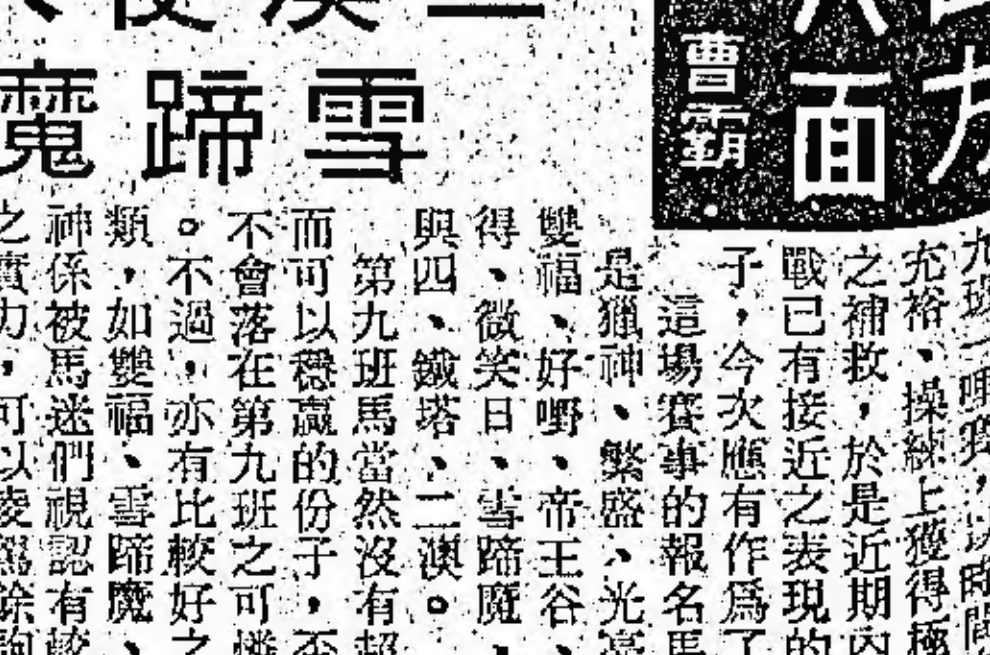 雪蹄魔
曹霸
面
充裕、操練上獲得極
之補救，於是近期內
戰已有接近之表現的
子，今次應有作為了
這場賽事的報名馬
是獵神、繁盛、光亮
雙福、好嘢、帝王谷、
得、微笑日、雪蹄魔、
與四、鐵塔、二澳。
第九班馬當然沒有超
而可以穩贏的份子，否
不會落在第九班之可憐
。不過，亦有比較好之
類，如雙福、雪蹄魔、
神係被馬迷們視認有較
之實力，可以凌駕餘駒